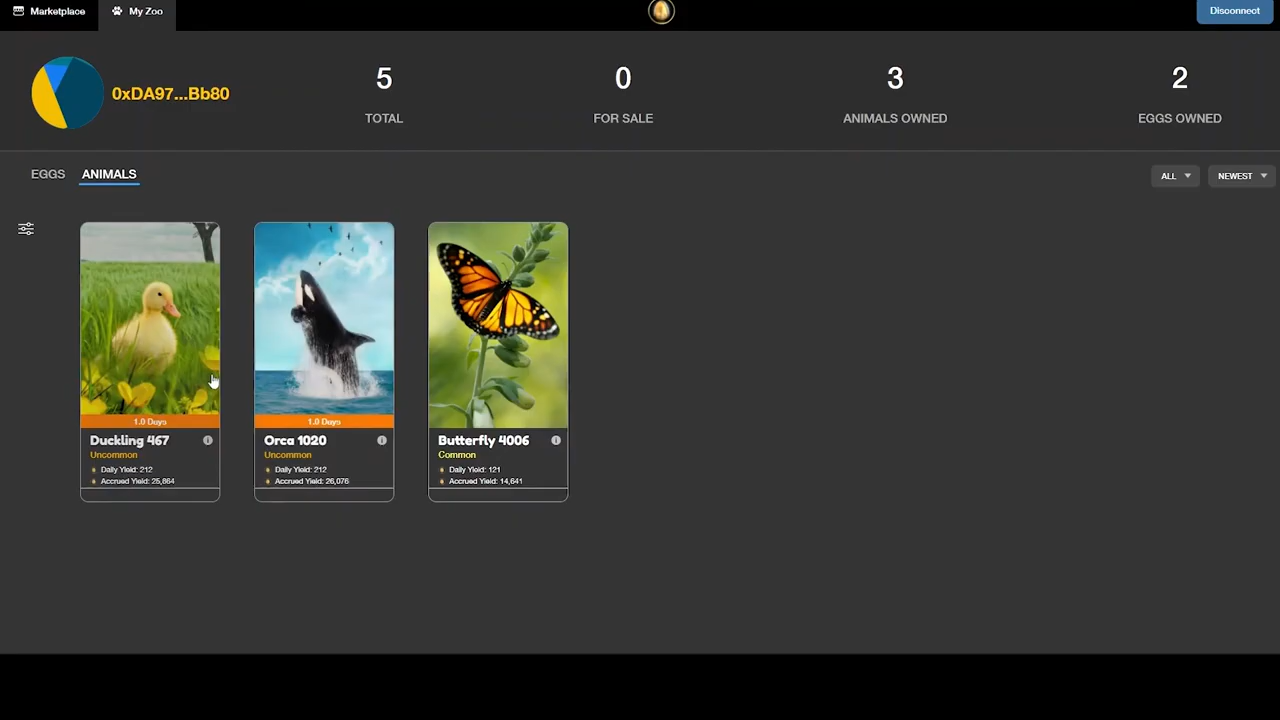 Marketplace
My Zoo
Disconnect
0xDA97...Bb80
5
TOTAL
0
FOR SALE
3
ANIMALS OWNED
2
EGGS OWNED
EGGS
ANIMALS
ALL
NEWEST
1.0 Days
Duckling 467
Uncommon
Daily Yield: 212
Accrued Yield: 25,864
1.0 Days
Orca 1020
Uncommon
Daily Yield: 212
Accrued Yield: 26,076
Butterfly 4006
Common
Daily Yield: 121
Accrued Yield: 14,641